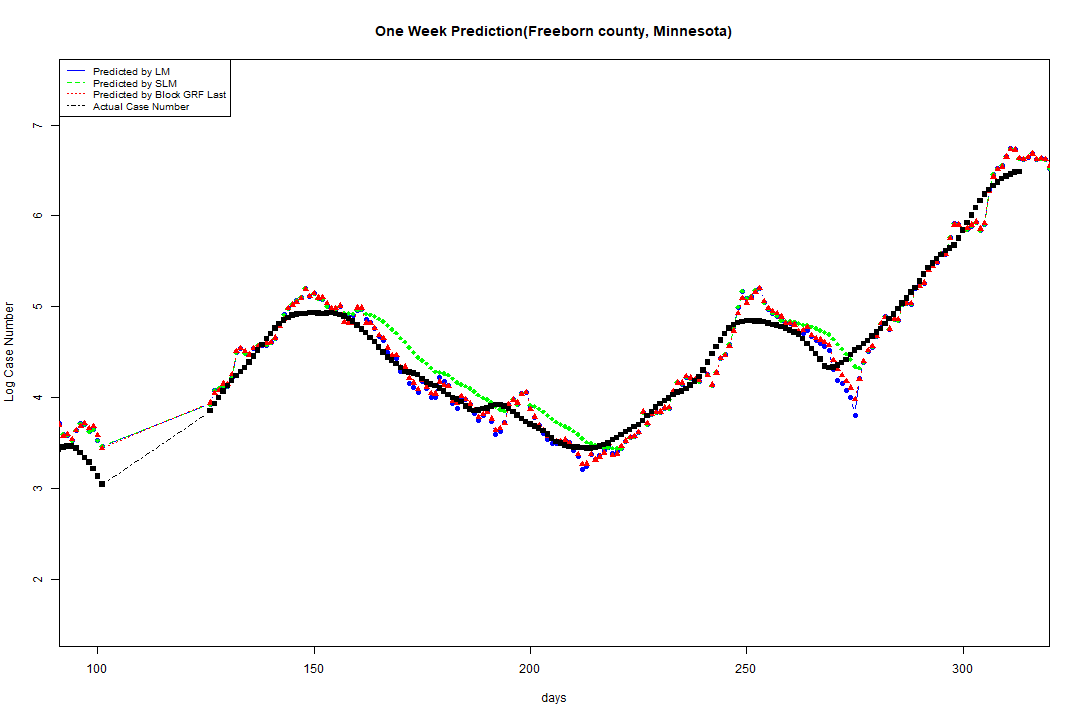 One Week Prediction(Freeborn county, Minnesota)
Predicted by LM
Predicted by SLM
Predicted by Block GRF Last
Actual Case Number
7
6
5
4
3
2
Log Case Number
100 150 200 250 300
days